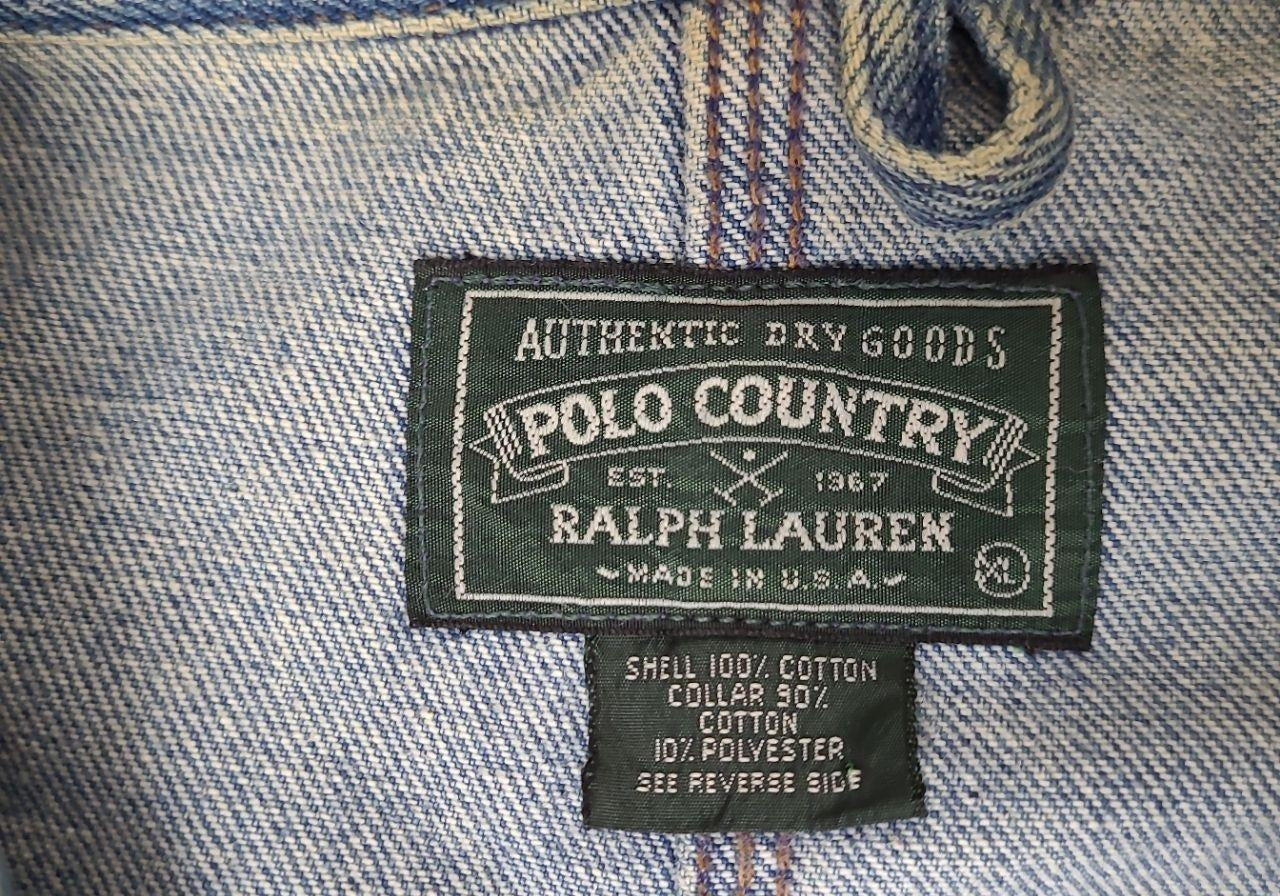 AUTHENTIC DRY GOODS
POLO COUNTRY
EST. 1967
RALPH LAUREN
MADE IN U.S.A.
XL
SHELL 100% COTTON
COLLAR 90%
COTTON
10% POLYESTER
SEE REVERSE SIDE